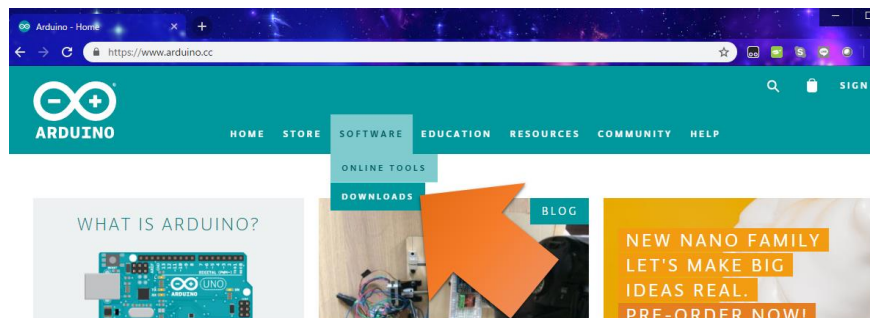 Arduino - Home
https://www.arduino.cc
SIGN
ARDUINO
HOME STORE SOFTWARE EDUCATION RESOURCES COMMUNITY HELP
ONLINE TOOLS
DOWNLOADS
WHAT IS ARDUINO?
UNO
ARDUINO
BLOG
NEW NANO FAMILY
LET'S MAKE BIG
IDEAS REAL.
PRE-ORDER NOW!